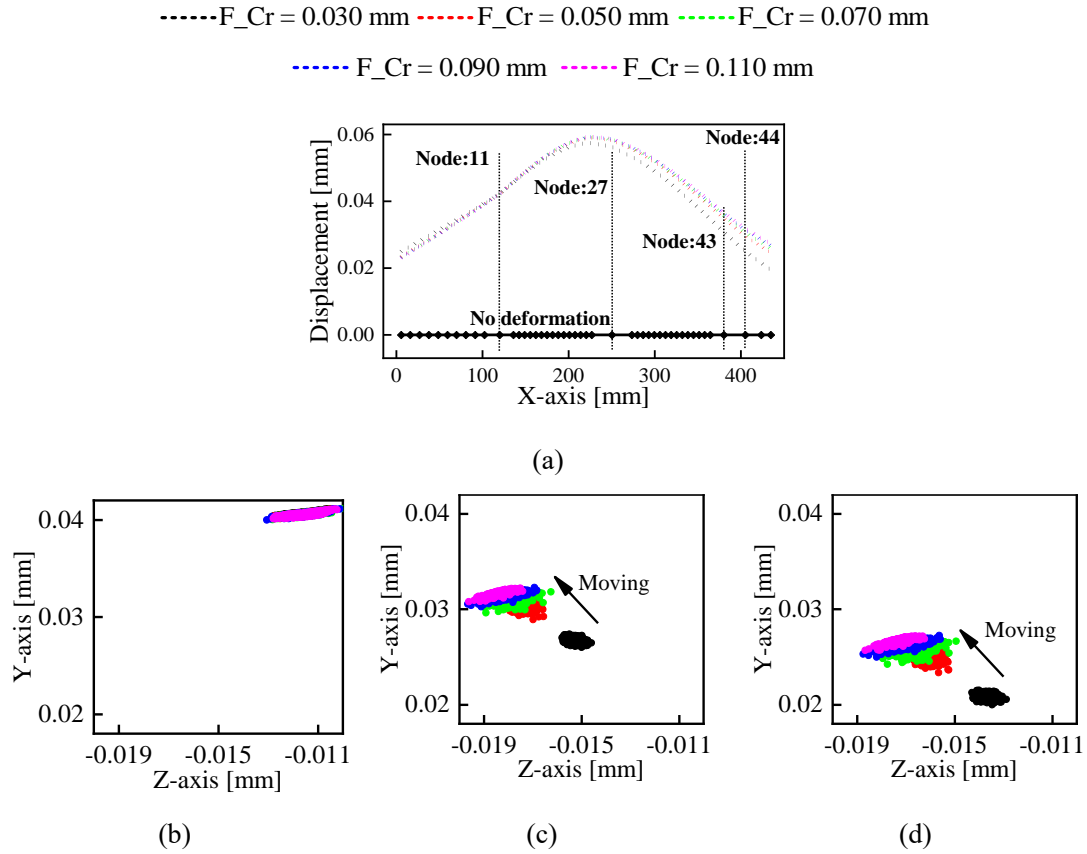 F_Cr = 0.030 mm F_Cr = 0.050 mm F_Cr = 0.070 mm
F_Cr = 0.090 mm F_Cr = 0.110 mm
Displacement [mm]
0.06
0.04
0.02
0.00
Node:11
Node:27
Node:44
Node:43
No deformation
0 100 200 300 400
X-axis [mm]
(a)
Y-axis [mm]
0.04
0.03
0.02
-0.019 -0.015 -0.011
Z-axis [mm]
(b)
Y-axis [mm]
0.04
0.03
0.02
Moving
-0.019 -0.015 -0.011
Z-axis [mm]
(c)
Y-axis [mm]
0.04
0.03
0.02
Moving
-0.019 -0.015 -0.011
Z-axis [mm]
(d)